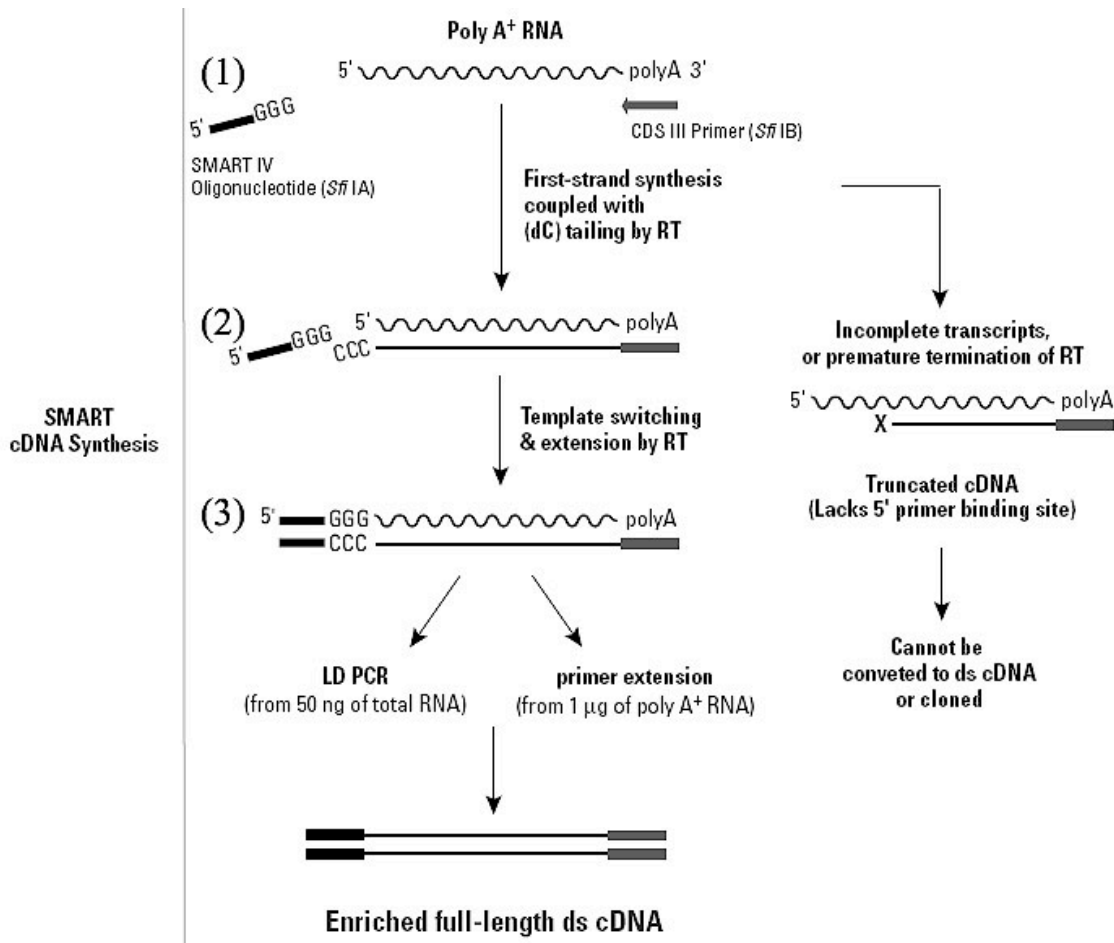 Poly A+ RNA
(1)
5' polyA 3'
5' GGG
CDS III Primer (Sfi IB)
SMART IV
Oligonucleotide (Sfi IA)
First-strand synthesis
coupled with
(dC) tailing by RT
(2)
5' polyA
5' GGG
CCC
Incomplete transcripts,
or premature termination of RT
5' polyA
X
SMART
cDNA Synthesis
Template switching
& extension by RT
Truncated cDNA
(Lacks 5' primer binding site)
(3)
5' GGG polyA
CCC
LD PCR
(from 50 ng of total RNA)
primer extension
(from 1 µg of poly A+ RNA)
Cannot be
conveted to ds cDNA
or cloned
Enriched full-length ds cDNA